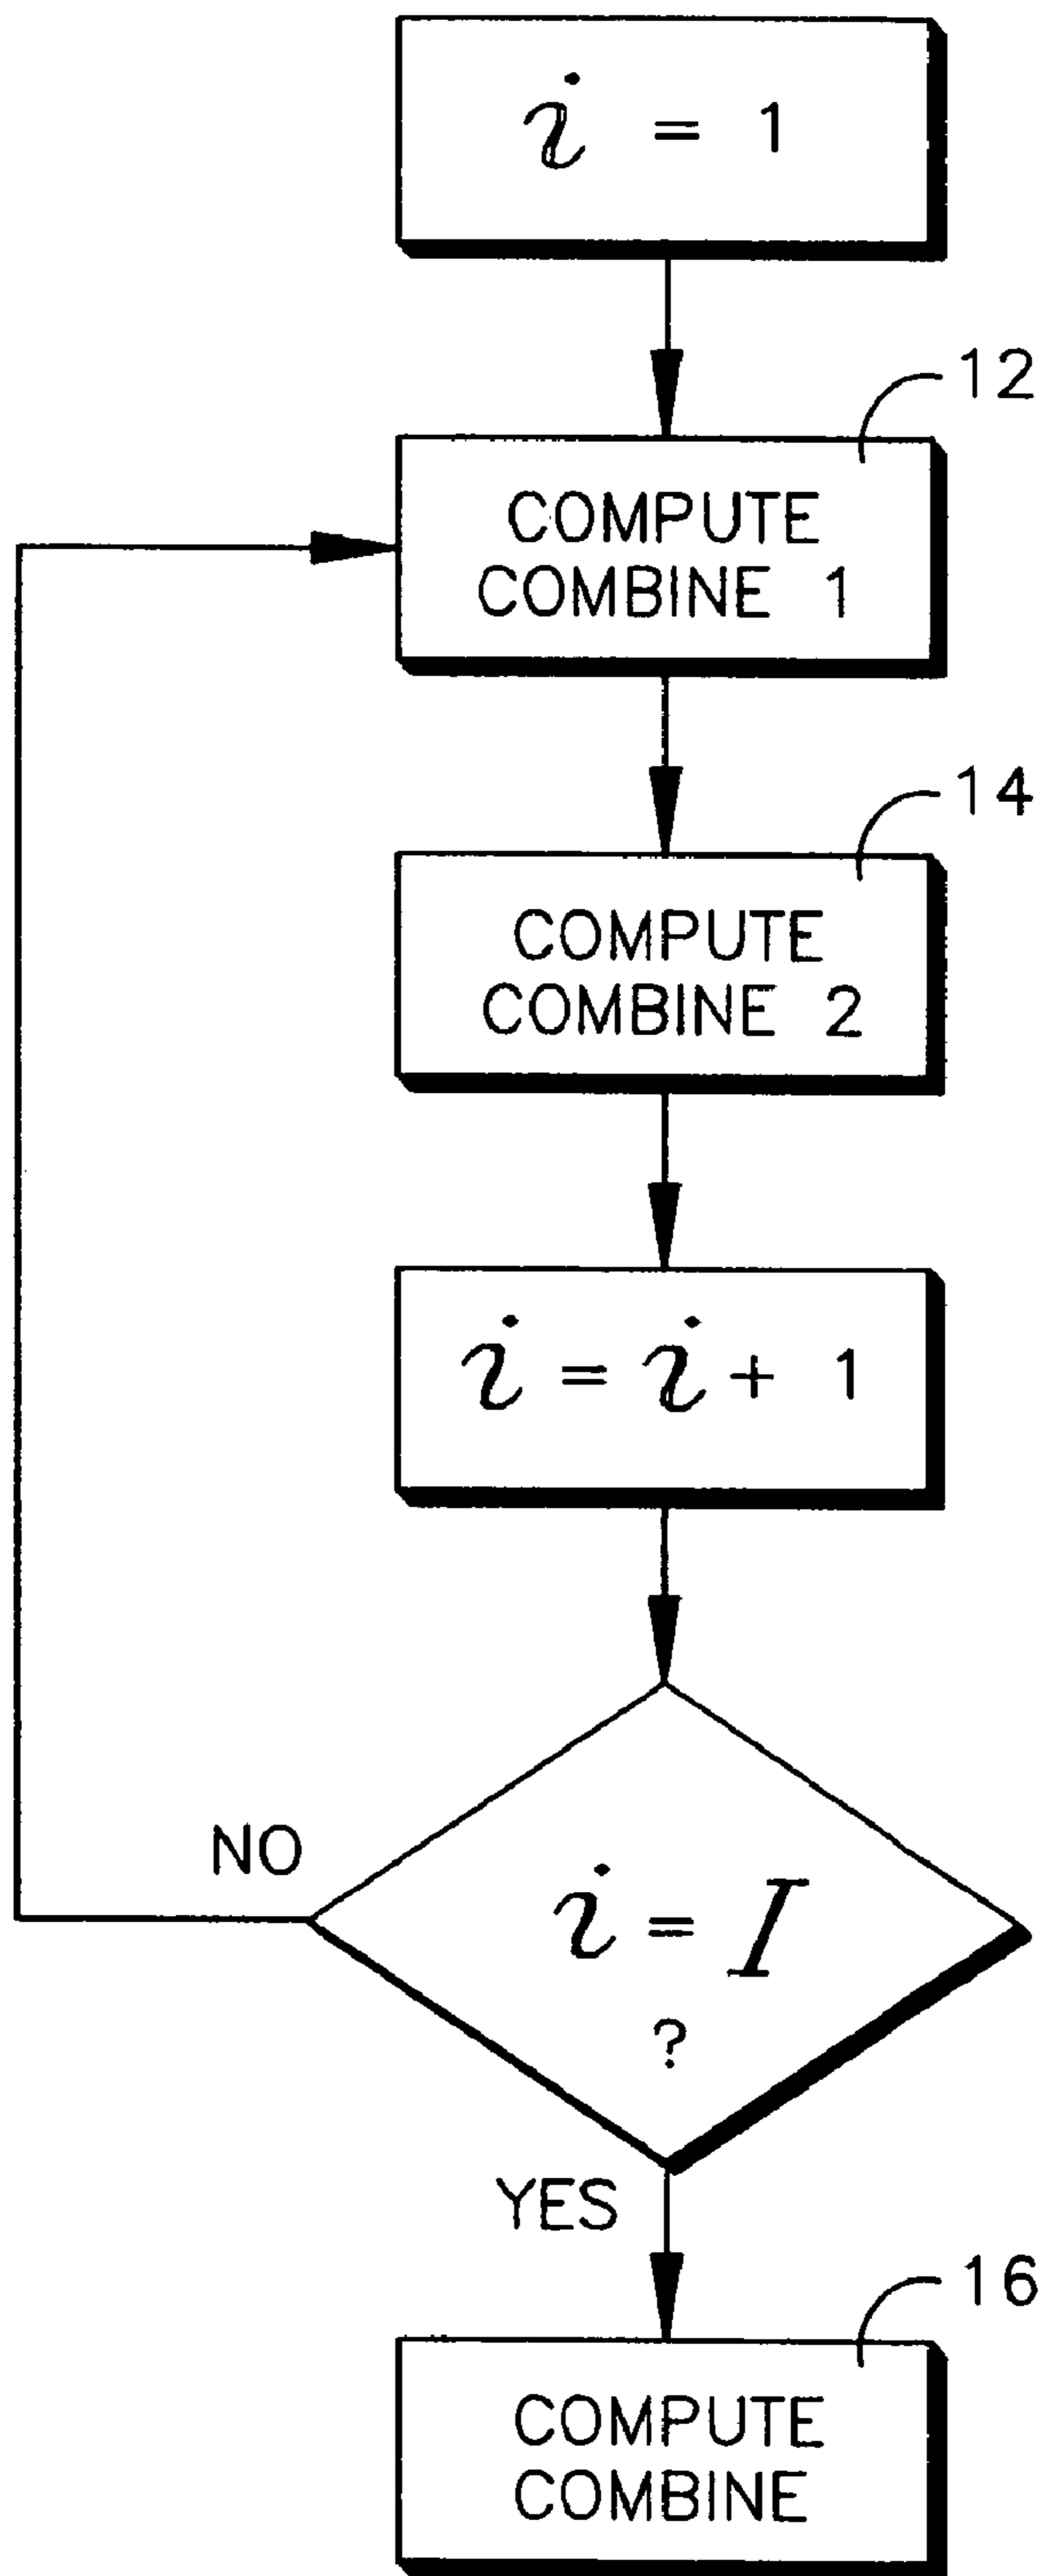 i = 1
12
COMPUTE
COMBINE 1
14
COMPUTE
COMBINE 2
i = i + 1
NO
i = I
?
YES
16
COMPUTE
COMBINE